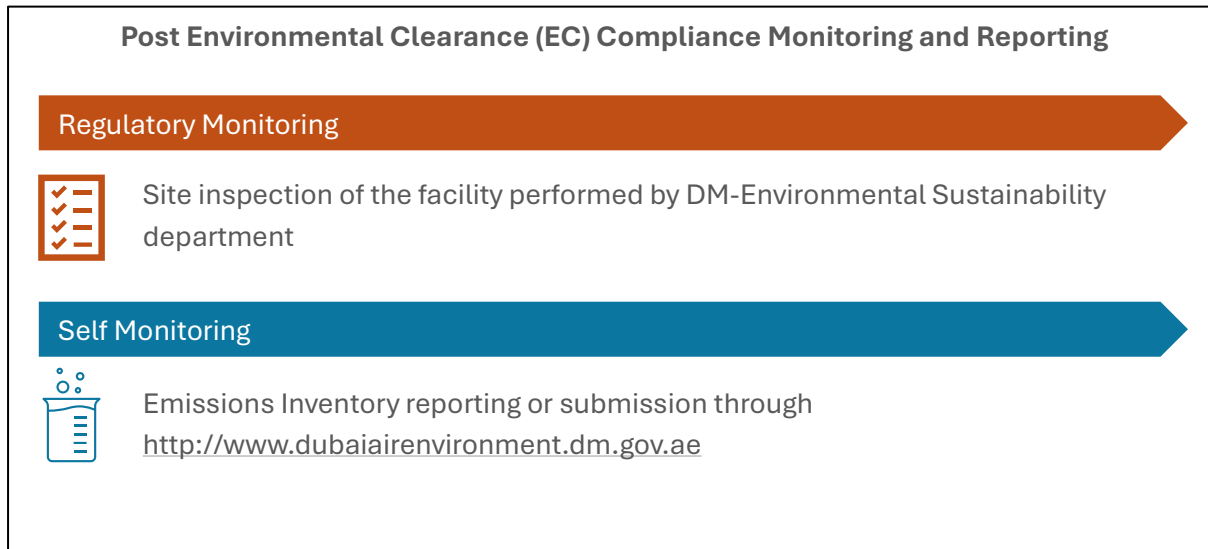 Post Environmental Clearance (EC) Compliance Monitoring and Reporting
Regulatory Monitoring
Site inspection of the facility performed by DM-Environmental Sustainability
department
Self Monitoring
Emissions Inventory reporting or submission through
http://www.dubaiairenvironment.dm.gov.ae